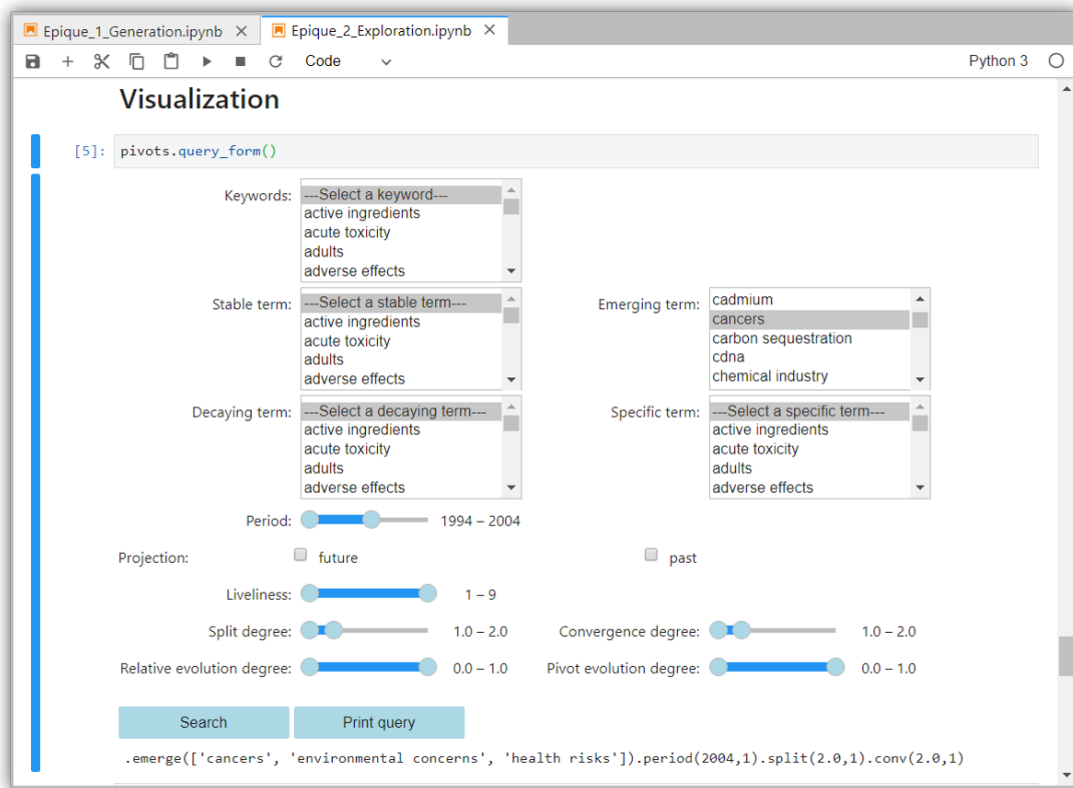 Epique_1_Generation.ipynb
Epique_2_Exploration.ipynb
Code
Python 3
Visualization
[5]: pivots.query_form()
Keywords:
---Select a keyword---
active ingredients
acute toxicity
adults
adverse effects
Stable term:
---Select a stable term---
active ingredients
acute toxicity
adults
adverse effects
Emerging term:
cadmium
cancers
carbon sequestration
cdna
chemical industry
Decaying term:
---Select a decaying term---
active ingredients
acute toxicity
adults
adverse effects
Specific term:
---Select a specific term---
active ingredients
acute toxicity
adults
adverse effects
Period: 1994 – 2004
Projection: future past
Liveliness: 1 – 9
Split degree: 1.0 – 2.0 Convergence degree: 1.0 – 2.0
Relative evolution degree: 0.0 – 1.0 Pivot evolution degree: 0.0 – 1.0
Search Print query
.emerge(['cancers', 'environmental concerns', 'health risks']).period(2004,1).split(2.0,1).conv(2.0,1)